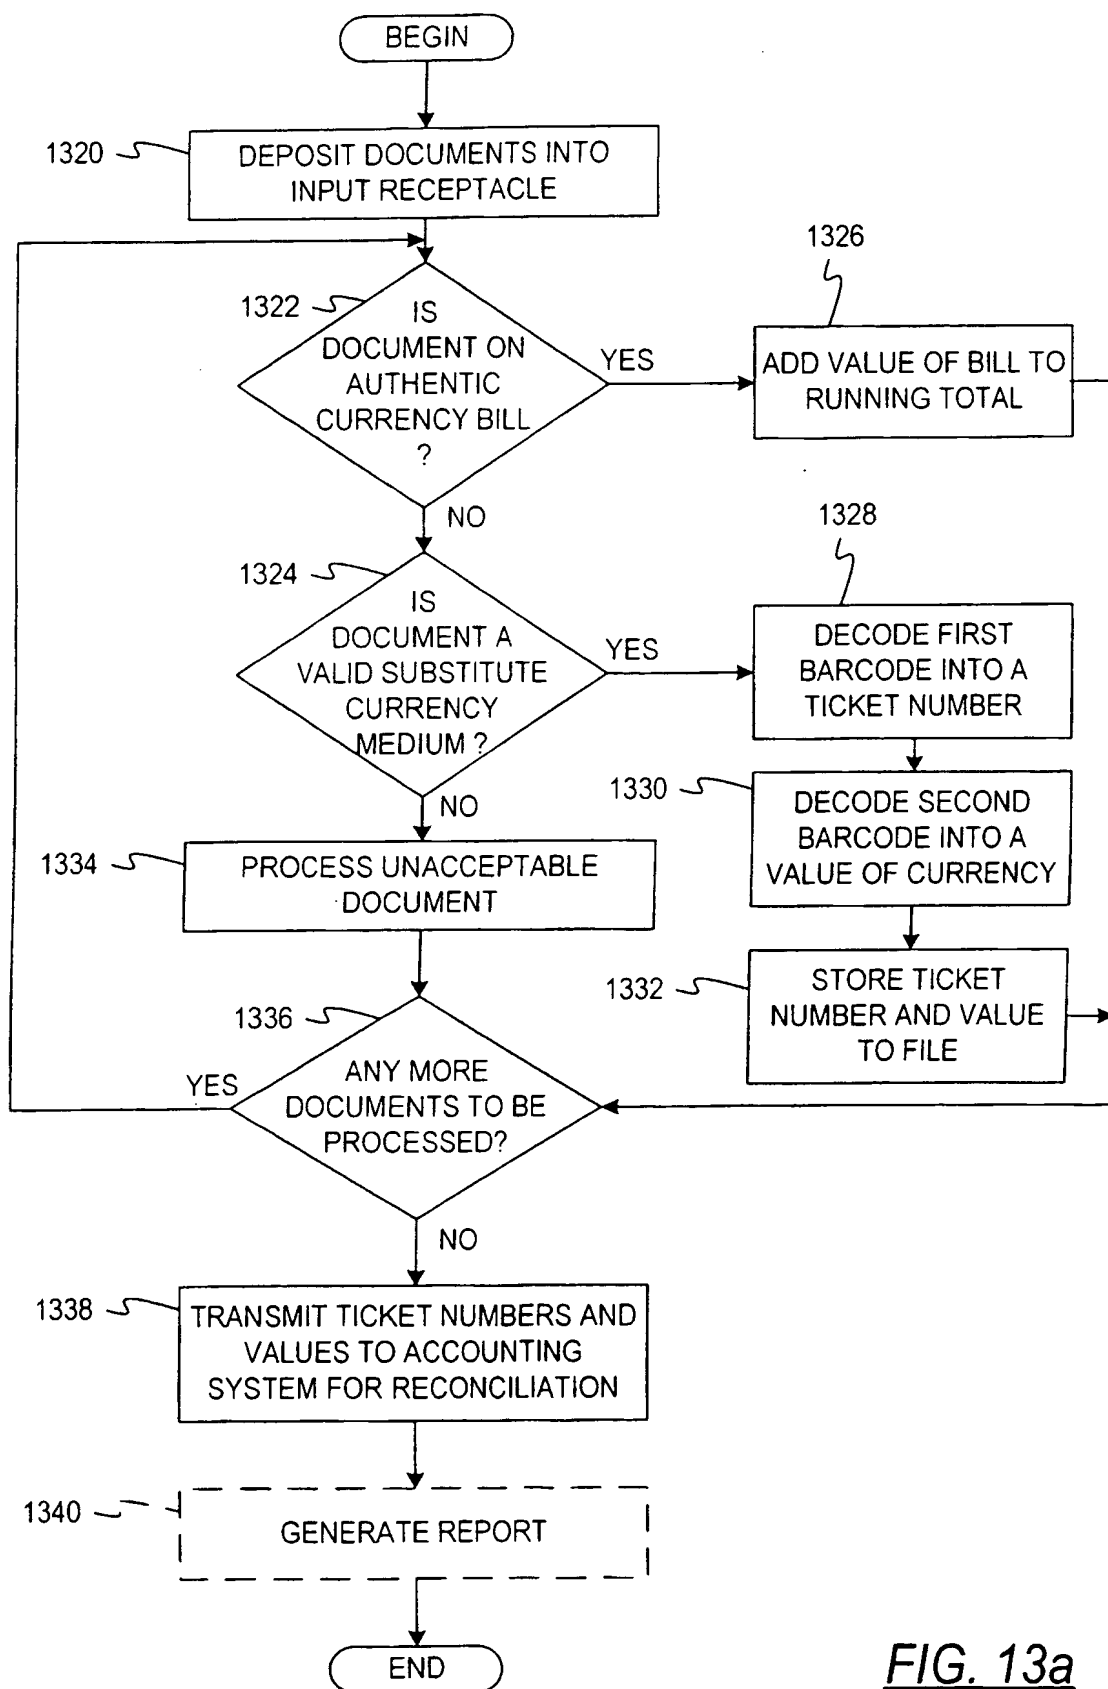 BEGIN
1320
DEPOSIT DOCUMENTS INTO
INPUT RECEPTACLE
1322
IS
DOCUMENT ON
AUTHENTIC
CURRENCY BILL
?
YES
1326
ADD VALUE OF BILL TO
RUNNING TOTAL
NO
1324
IS
DOCUMENT A
VALID SUBSTITUTE
CURRENCY
MEDIUM ?
YES
1328
DECODE FIRST
BARCODE INTO A
TICKET NUMBER
1330
DECODE SECOND
BARCODE INTO A
VALUE OF CURRENCY
1332
STORE TICKET
NUMBER AND VALUE
TO FILE
NO
1334
PROCESS UNACCEPTABLE
DOCUMENT
1336
ANY MORE
DOCUMENTS TO BE
PROCESSED?
YES
NO
1338
TRANSMIT TICKET NUMBERS AND
VALUES TO ACCOUNTING
SYSTEM FOR RECONCILIATION
1340
GENERATE REPORT
END
FIG. 13a